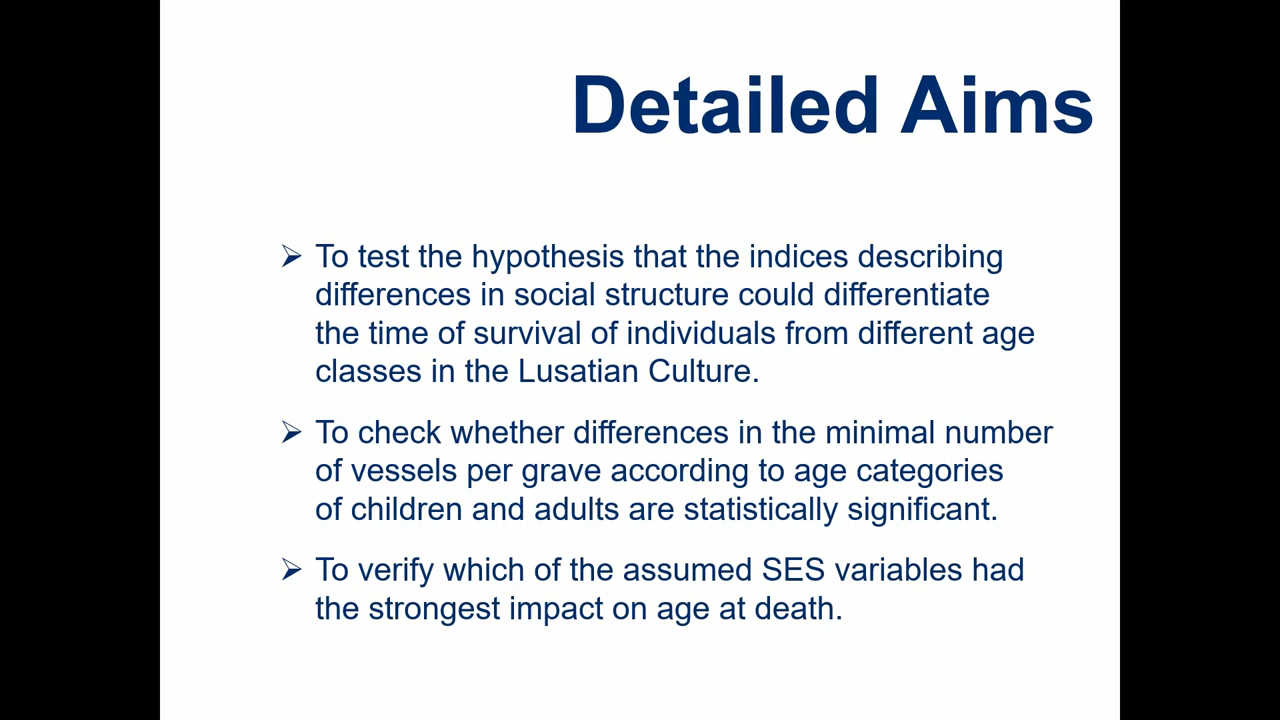 Detailed Aims
➢ To test the hypothesis that the indices describing
differences in social structure could differentiate
the time of survival of individuals from different age
classes in the Lusatian Culture.
➢ To check whether differences in the minimal number
of vessels per grave according to age categories
of children and adults are statistically significant.
➢ To verify which of the assumed SES variables had
the strongest impact on age at death.